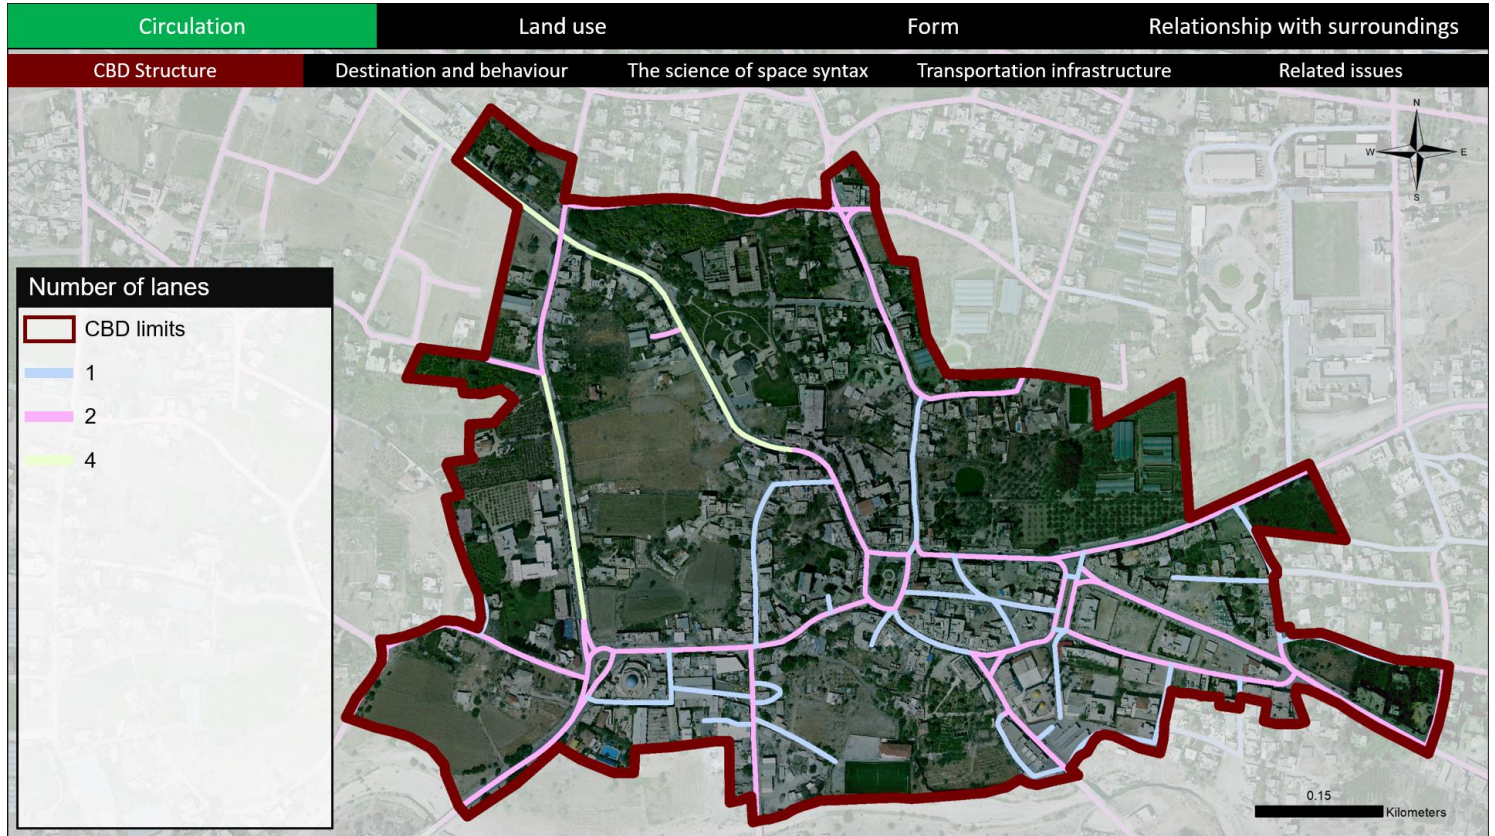 Circulation
Land use
Form
Relationship with surroundings
CBD Structure
Destination and behaviour
The science of space syntax
Transportation infrastructure
Related issues
N
W
E
S
Number of lanes
CBD limits
1
2
4
0.15
Kilometers